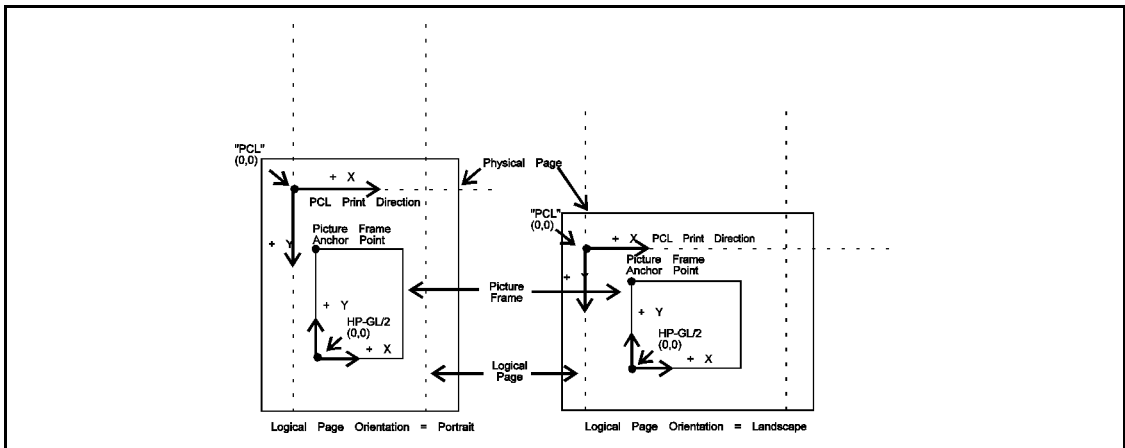 "PCL"
(0,0)
+ X
PCL Print Direction
+ Y
Picture Frame
Anchor Point
+ Y
HP-GL/2
(0,0)
+ X
Logical Page Orientation = Portrait
Physical Page
Picture
Frame
Logical
Page
"PCL"
(0,0)
+ X PCL Print Direction
+ Y
Picture Frame
Anchor Point
+ Y
HP-GL/2
(0,0)
+ X
Logical Page Orientation = Landscape